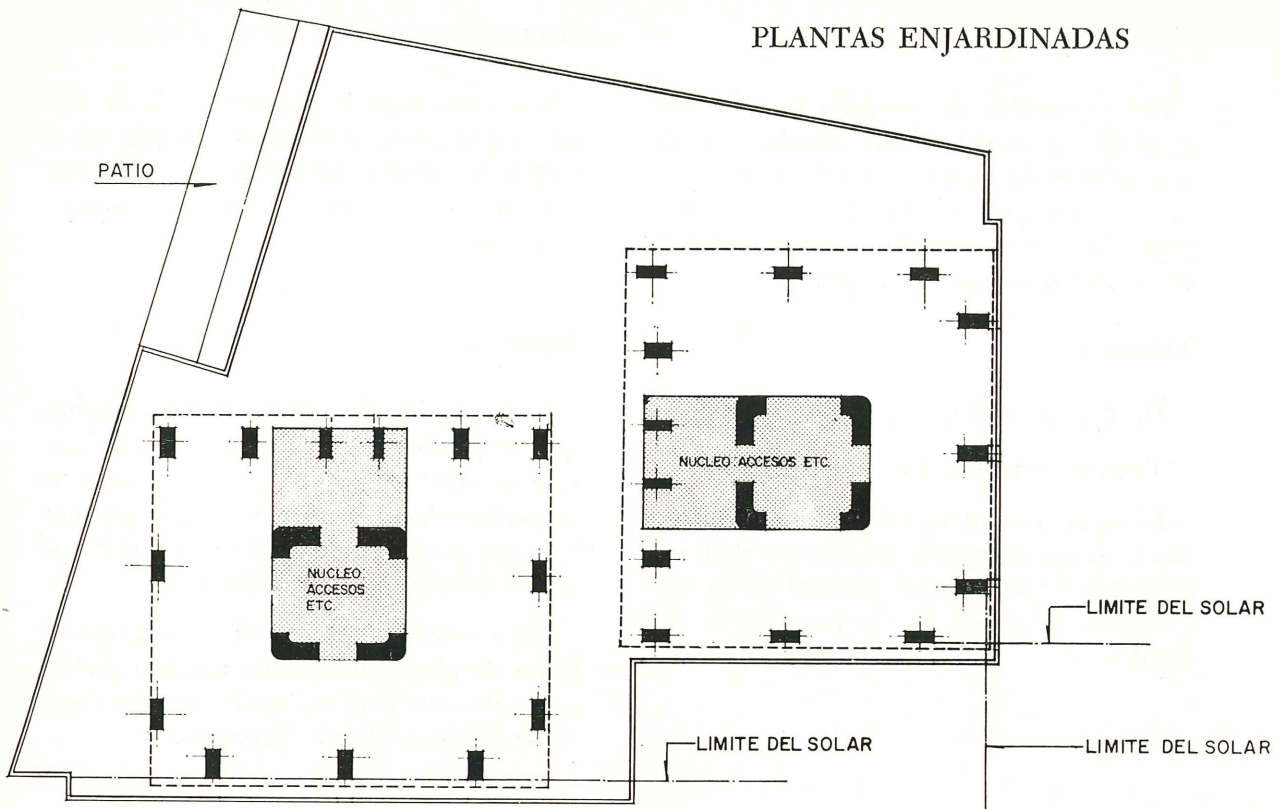 PLANTAS ENJARDINADAS
PATIO
NUCLEO ACCESOS ETC.
NUCLEO
ACCESOS
ETC.
LIMITE DEL SOLAR
LIMITE DEL SOLAR
LIMITE DEL SOLAR